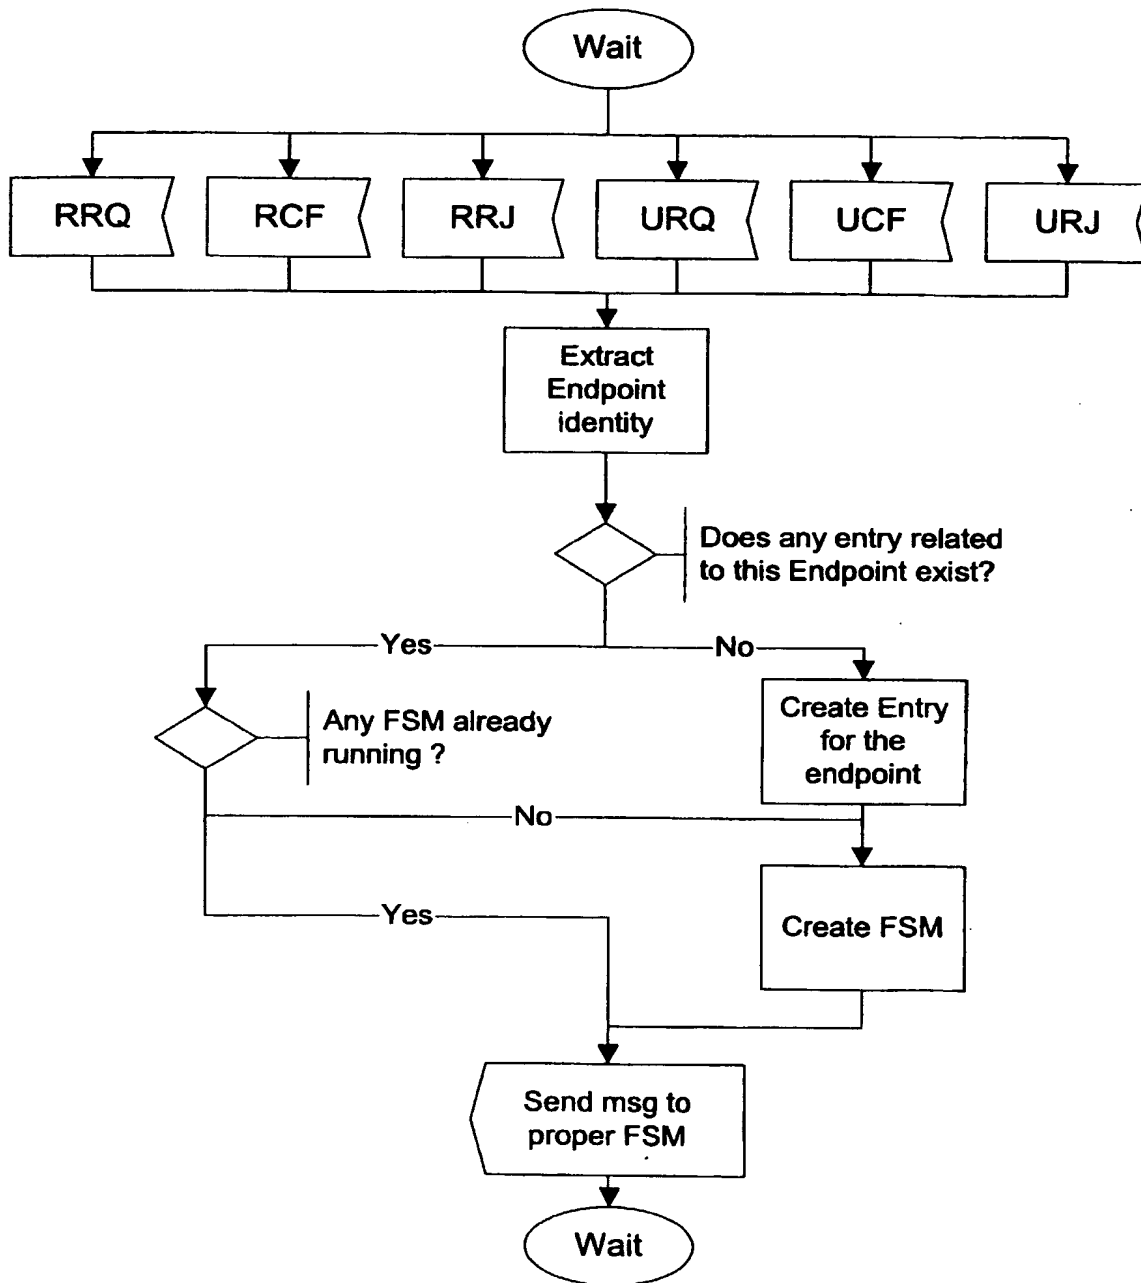 Wait
RRQ
RCF
RRJ
URQ
UCF
URJ
Extract
Endpoint
identity
Does any entry related
to this Endpoint exist?
Yes
No
Any FSM already
running ?
Create Entry
for the
endpoint
No
Yes
Create FSM
Send msg to
proper FSM
Wait